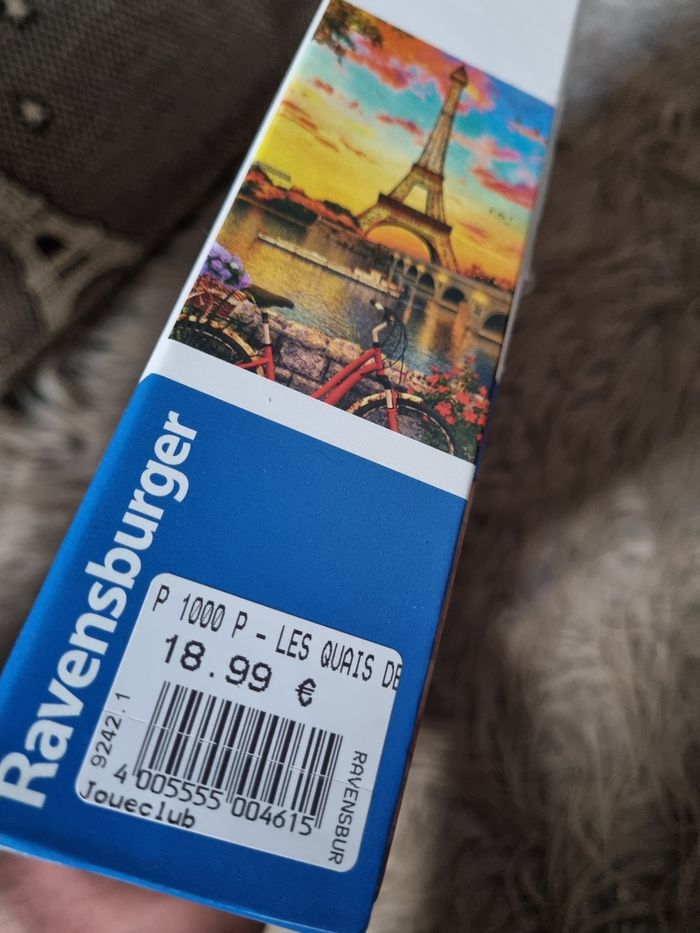 Ravensburger
P 1000 P - LES QUAIS DE
18.99 €
9242.1
4 005555 004615
RAVENSBUR
Joueclub